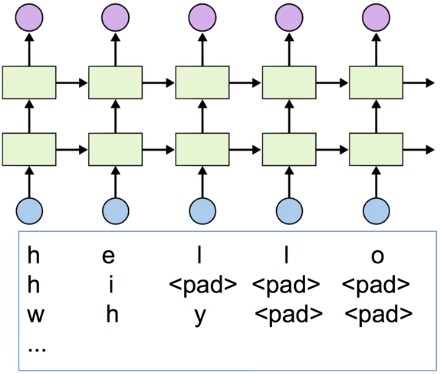 h e l l o
h i <pad> <pad> <pad>
w h y <pad> <pad>
...